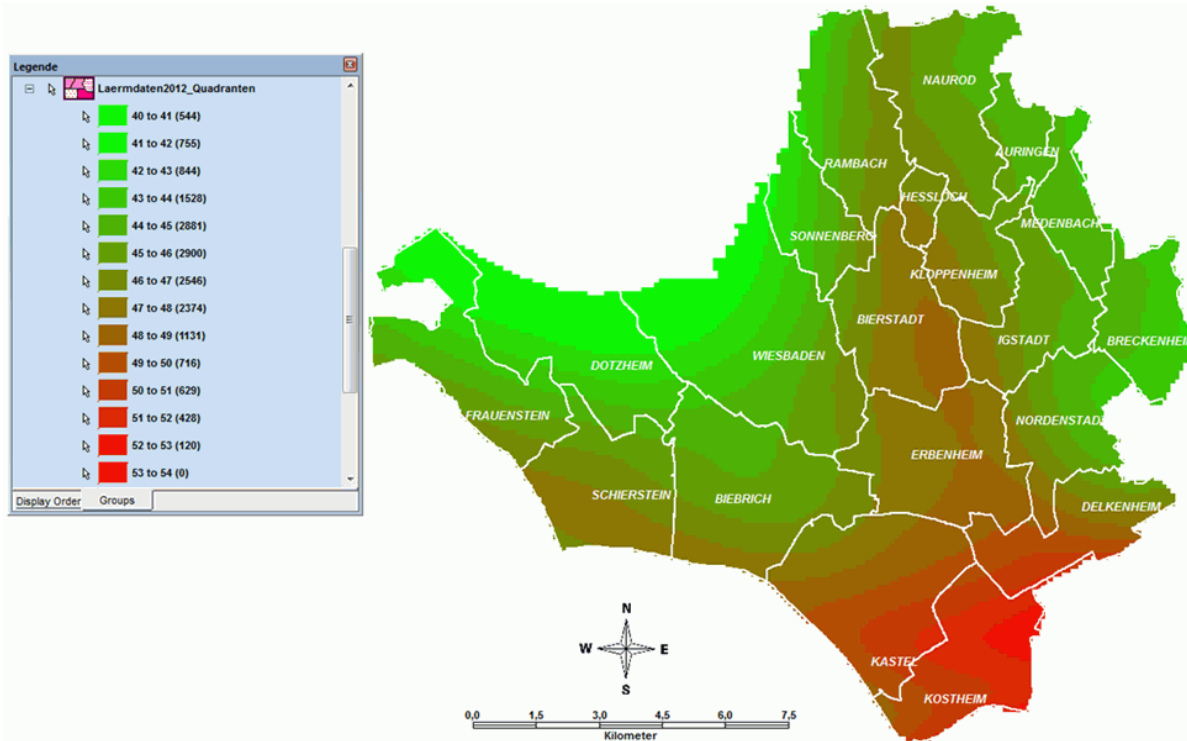 Legende
Laermdaten2012_Quadranten
40 to 41 (544)
41 to 42 (755)
42 to 43 (844)
43 to 44 (1528)
44 to 45 (2881)
45 to 46 (2900)
46 to 47 (2546)
47 to 48 (2374)
48 to 49 (1131)
49 to 50 (716)
50 to 51 (629)
51 to 52 (428)
52 to 53 (120)
53 to 54 (0)
Display Order Groups
NAUROD
AURINGEN
RAMBACH
HESSLOCH
MEDENBACH
SONNENBERG
KLOPPENHEIM
BIERSTADT
IGSTADT
BRECKENHEIM
WIESBADEN
DOTZHEIM
FRAUENSTEIN
NORDENSTADT
ERBENHEIM
SCHIERSTEIN
BIEBRICH
DELKENHEIM
KASTEL
KOSTHEIM
N
W E
S
0,0 1,5 3,0 4,5 6,0 7,5
Kilometer